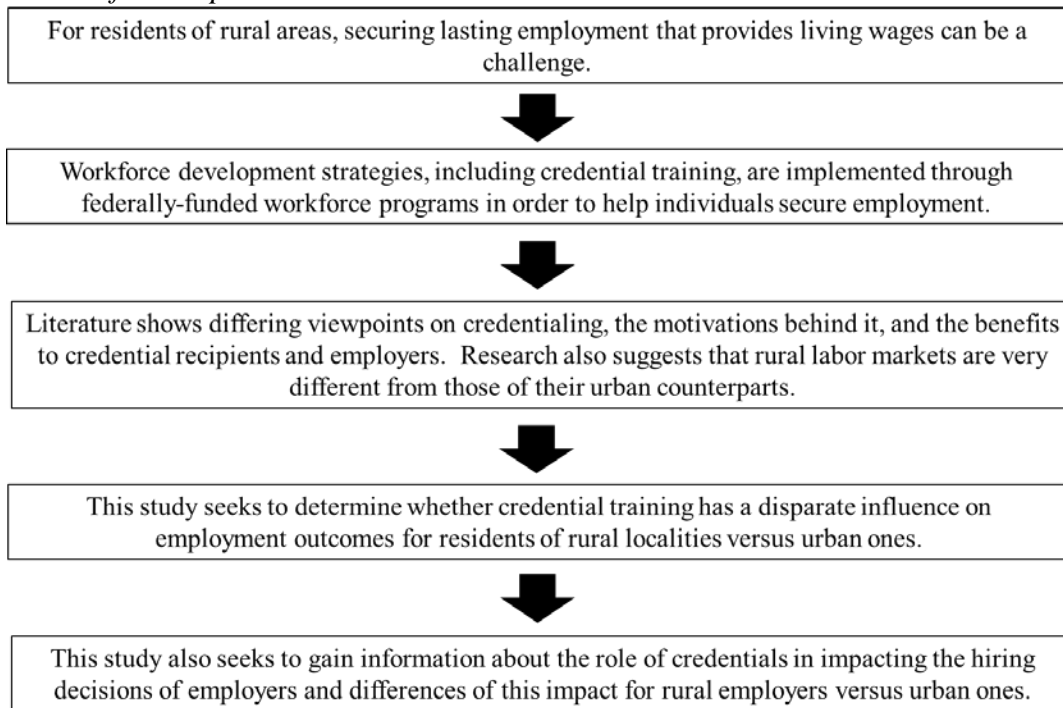 For residents of rural areas, securing lasting employment that provides living wages can be a
challenge.
Workforce development strategies, including credential training, are implemented through
federally-funded workforce programs in order to help individuals secure employment.
Literature shows differing viewpoints on credentialing, the motivations behind it, and the benefits
to credential recipients and employers.  Research also suggests that rural labor markets are very
different from those of their urban counterparts.
This study seeks to determine whether credential training has a disparate influence on
employment outcomes for residents of rural localities versus urban ones.
This study also seeks to gain information about the role of credentials in impacting the hiring
decisions of employers and differences of this impact for rural employers versus urban ones.